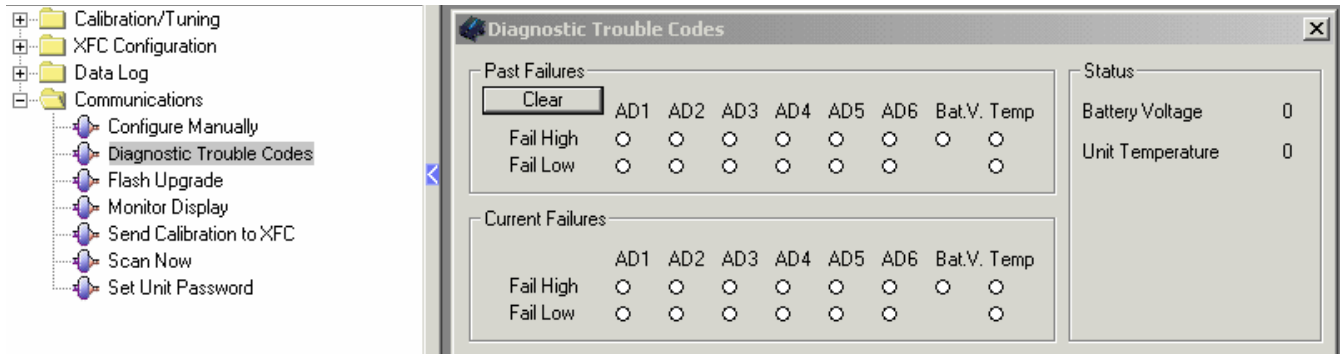 Calibration/Tuning
XFC Configuration
Data Log
Communications
Configure Manually
Diagnostic Trouble Codes
Flash Upgrade
Monitor Display
Send Calibration to XFC
Scan Now
Set Unit Password
Diagnostic Trouble Codes
Past Failures
Clear
AD1 AD2 AD3 AD4 AD5 AD6 Bat.V. Temp
Fail High
Fail Low
Current Failures
AD1 AD2 AD3 AD4 AD5 AD6 Bat.V. Temp
Fail High
Fail Low
Status
Battery Voltage 0
Unit Temperature 0